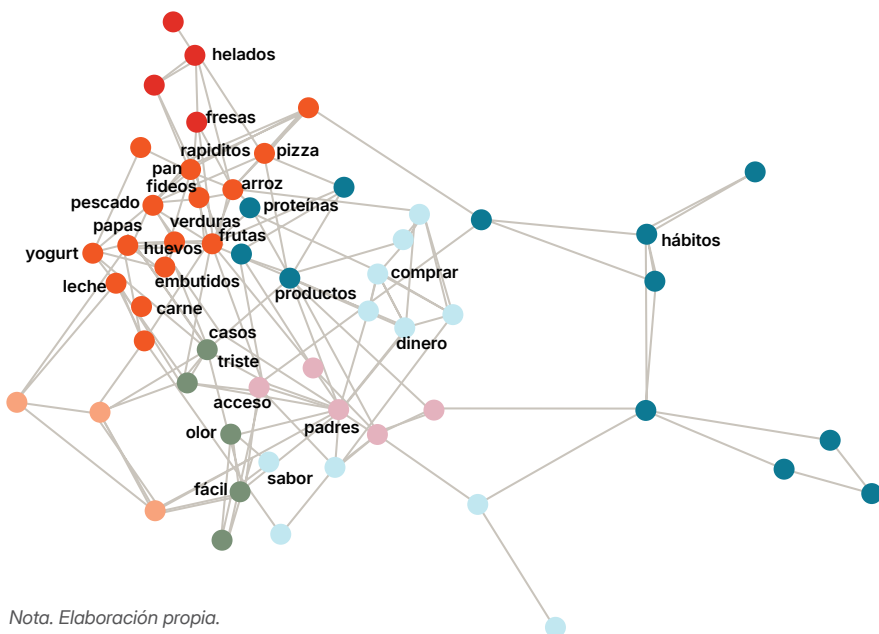 helados
fresas
rapiditos
pizza
pan
fideos
arroz
pescado
proteínas
papas
verduras
frutas
hábitos
yogurt
huevos
embutidos
comprar
leche
productos
carne
casos
dinero
triste
acceso
padres
olor
sabor
fácil
Nota. Elaboración propia.